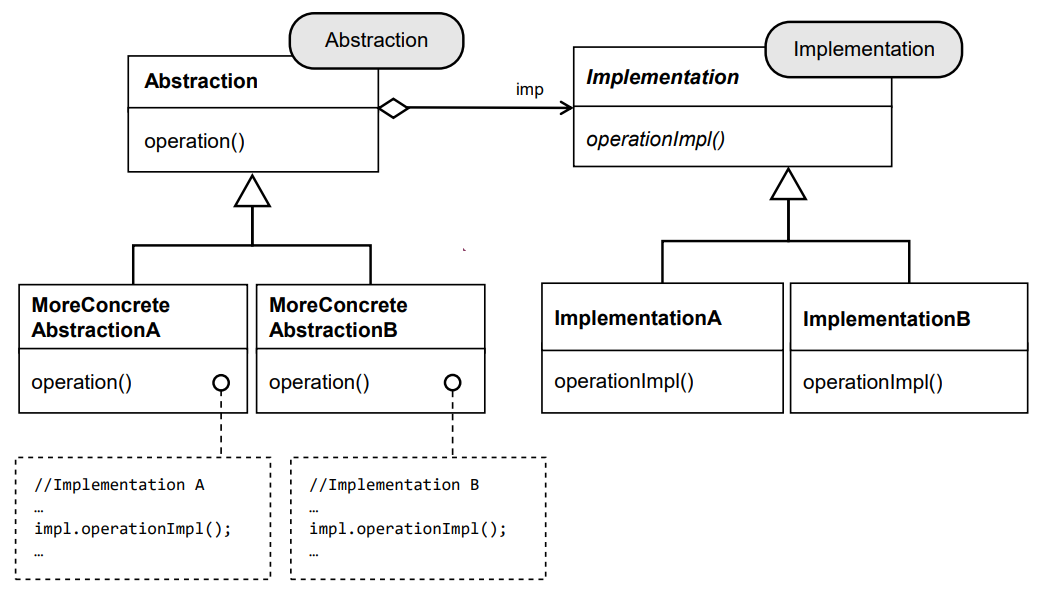 Abstraction
Implementation
Abstraction
Implementation
imp
operation()
operationImpl()
MoreConcrete
AbstractionA
MoreConcrete
AbstractionB
ImplementationA
ImplementationB
operation()
operation()
operationImpl()
operationImpl()
//Implementation A
…
impl.operationImpl();
…
//Implementation B
…
impl.operationImpl();
…